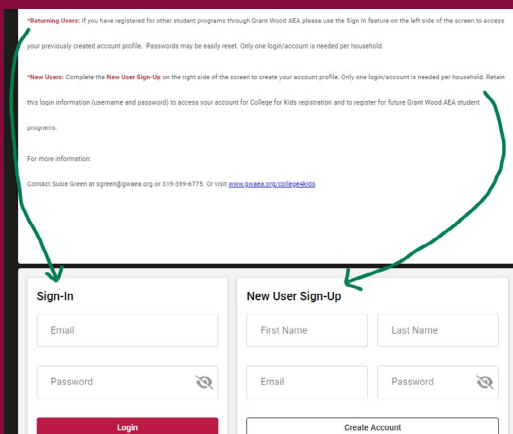 *Returning Users: If you have registered for other student programs through Grant Wood AEA please use the Sign In feature on the left side of the screen to access
your previously created account profile. Passwords may be easily reset. Only one login/account is needed per household.
*New Users: Complete the New User Sign-Up on the right side of the screen to create your account profile. Only one login/account is needed per household. Retain
this login information (username and password) to access your account for College for Kids registration and to register for future Grant Wood AEA student
programs.
For more information:
Contact Susie Green at sgreen@gwaea.org or 319-399-6775. Or visit www.gwaea.org/college4kids
Sign-In
Email
Password
Login
New User Sign-Up
First Name
Last Name
Email
Password
Create Account